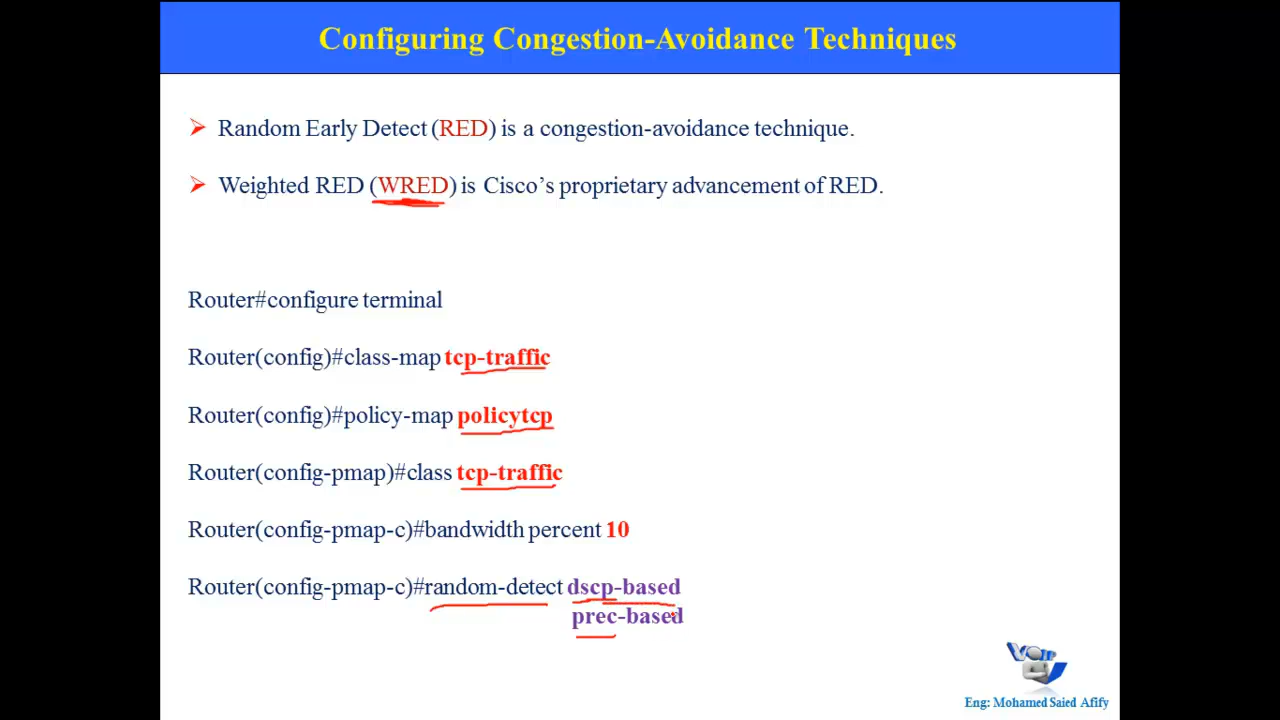 Configuring Congestion-Avoidance Techniques
Random Early Detect (RED) is a congestion-avoidance technique.
Weighted RED (WRED) is Cisco's proprietary advancement of RED.
Router#configure terminal
Router(config)#class-map tcp-traffic
Router(config)#policy-map policytcp
Router(config-pmap)#class tcp-traffic
Router(config-pmap-c)#bandwidth percent 10
Router(config-pmap-c)#random-detect dscp-based
prec-based
VoIP
Eng: Mohamed Saied Afify